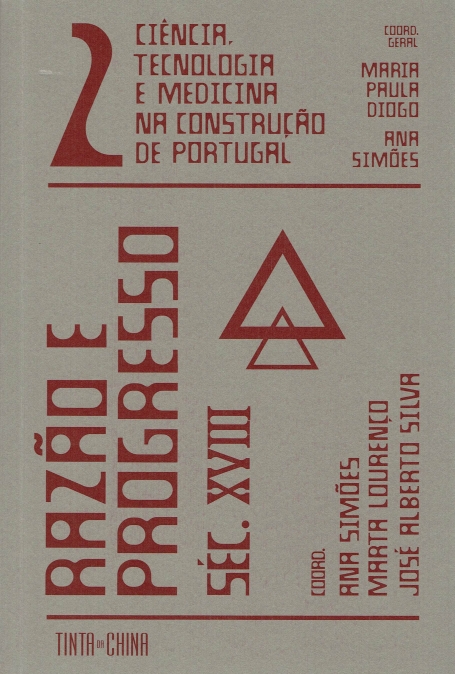 2
CIÊNCIA,
TECNOLOGIA
E MEDICINA
NA CONSTRUÇÃO
DE PORTUGAL
COORD.
GERAL
MARIA
PAULA
DIOGO
ANA
SIMÕES
RAZÃO E
PROGRESSO
SÉC. XVIII
COORD.
ANA SIMÕES
MARTA LOURENÇO
JOSÉ ALBERTO SILVA
TINTA DA CHINA